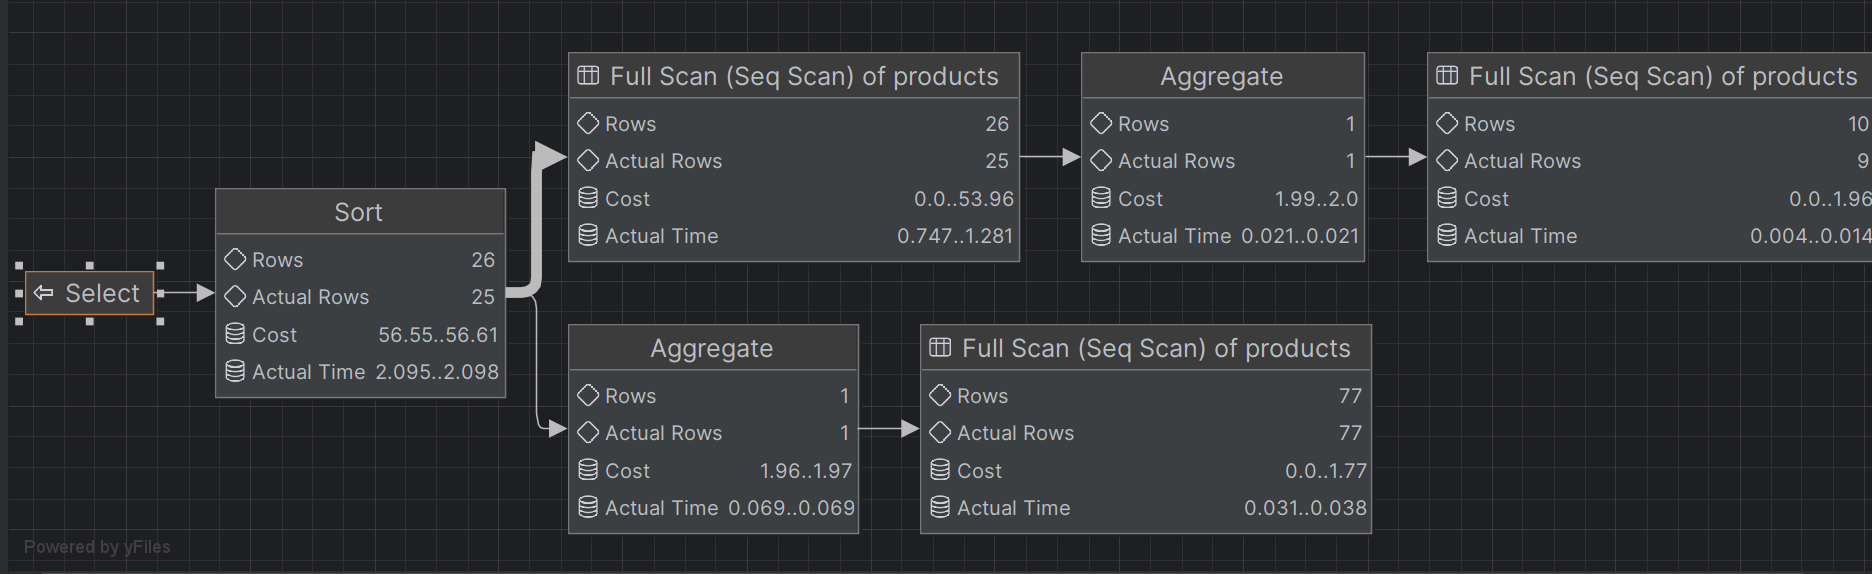 Select
Sort
Rows 26
Actual Rows 25
Cost 56.55..56.61
Actual Time 2.095..2.098
Full Scan (Seq Scan) of products
Rows 26
Actual Rows 25
Cost 0.0..53.96
Actual Time 0.747..1.281
Aggregate
Rows 1
Actual Rows 1
Cost 1.99..2.0
Actual Time 0.021..0.021
Full Scan (Seq Scan) of products
Rows 10
Actual Rows 9
Cost 0.0..1.96
Actual Time 0.004..0.014
Aggregate
Rows 1
Actual Rows 1
Cost 1.96..1.97
Actual Time 0.069..0.069
Full Scan (Seq Scan) of products
Rows 77
Actual Rows 77
Cost 0.0..1.77
Actual Time 0.031..0.038
Powered by yFiles